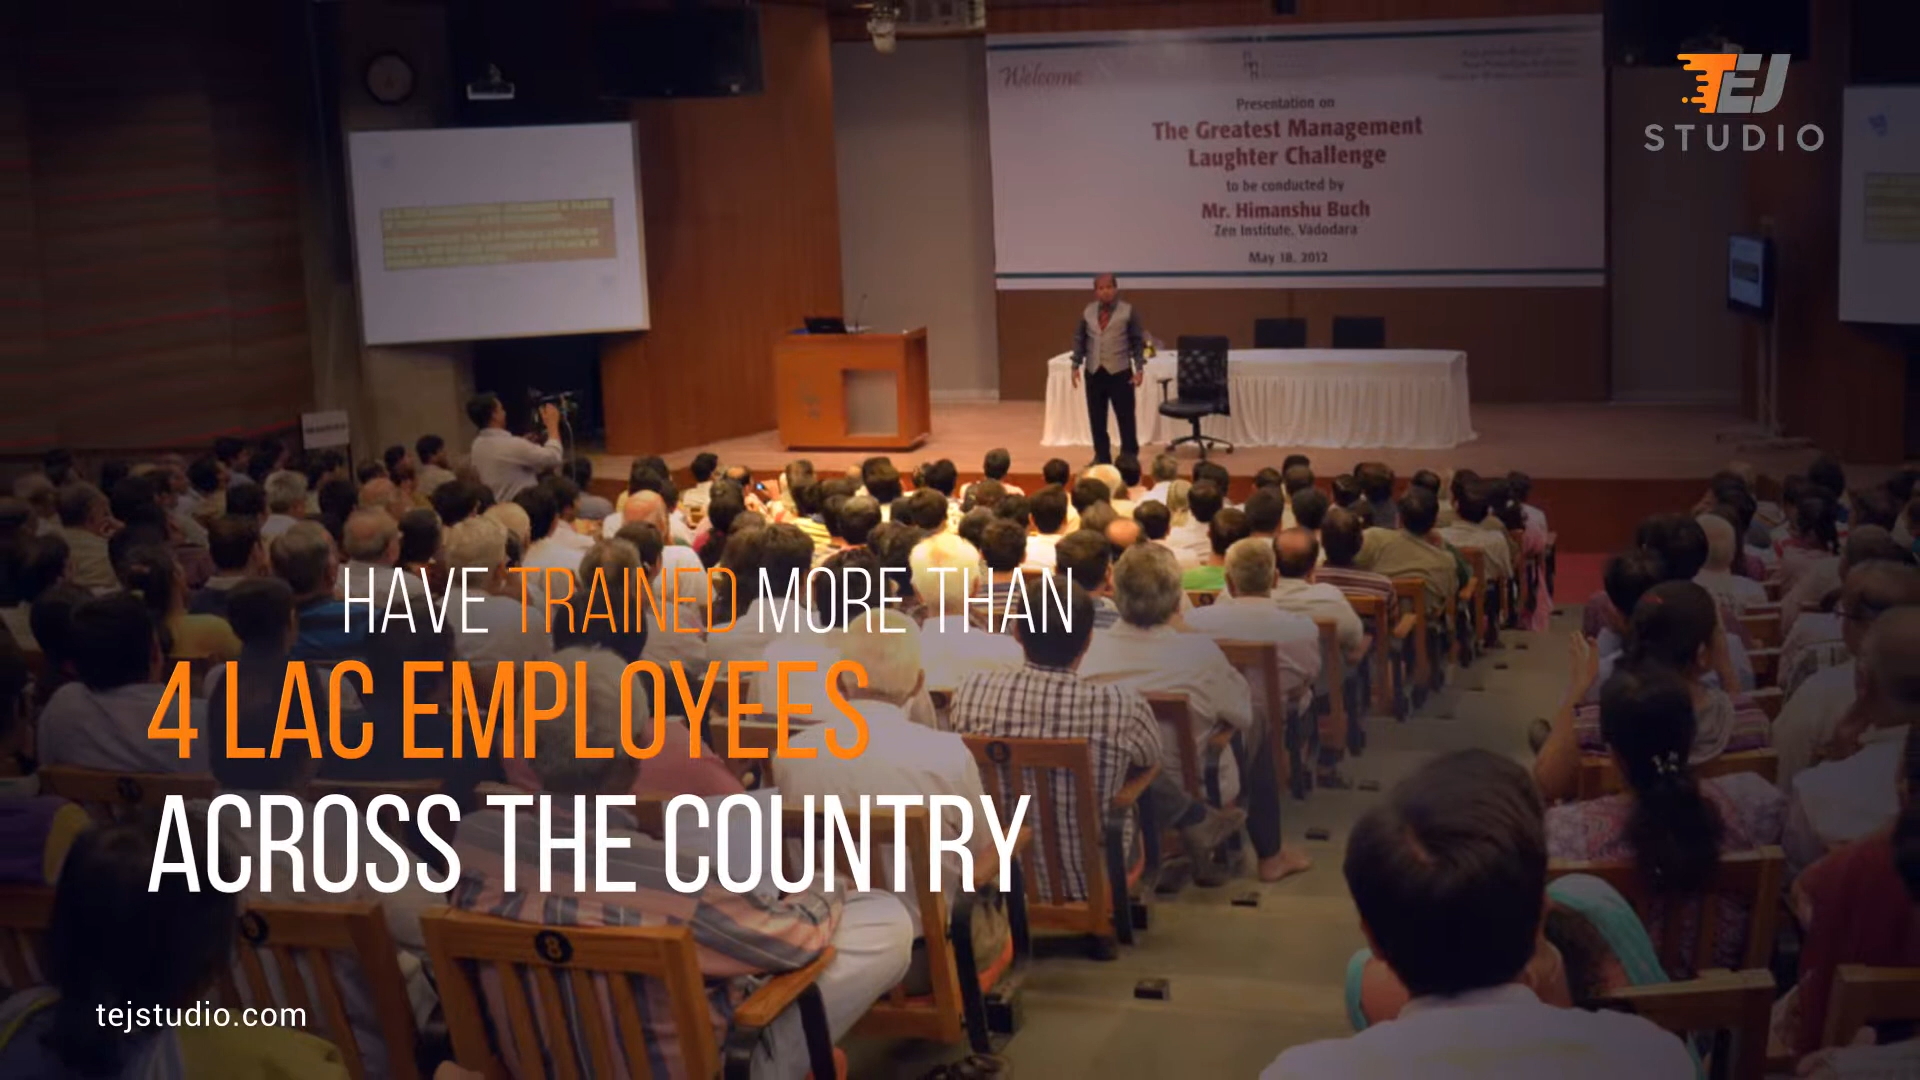 Welcome
Presentation on
The Greatest Management
Laughter Challenge
to be conducted by
Mr. Himanshu Buch
Zen Institute, Vadodara
May 18, 2012
TEJ
STUDIO
HAVE TRAINED MORE THAN
4 LAC EMPLOYEES
ACROSS THE COUNTRY
8
tejstudio.com